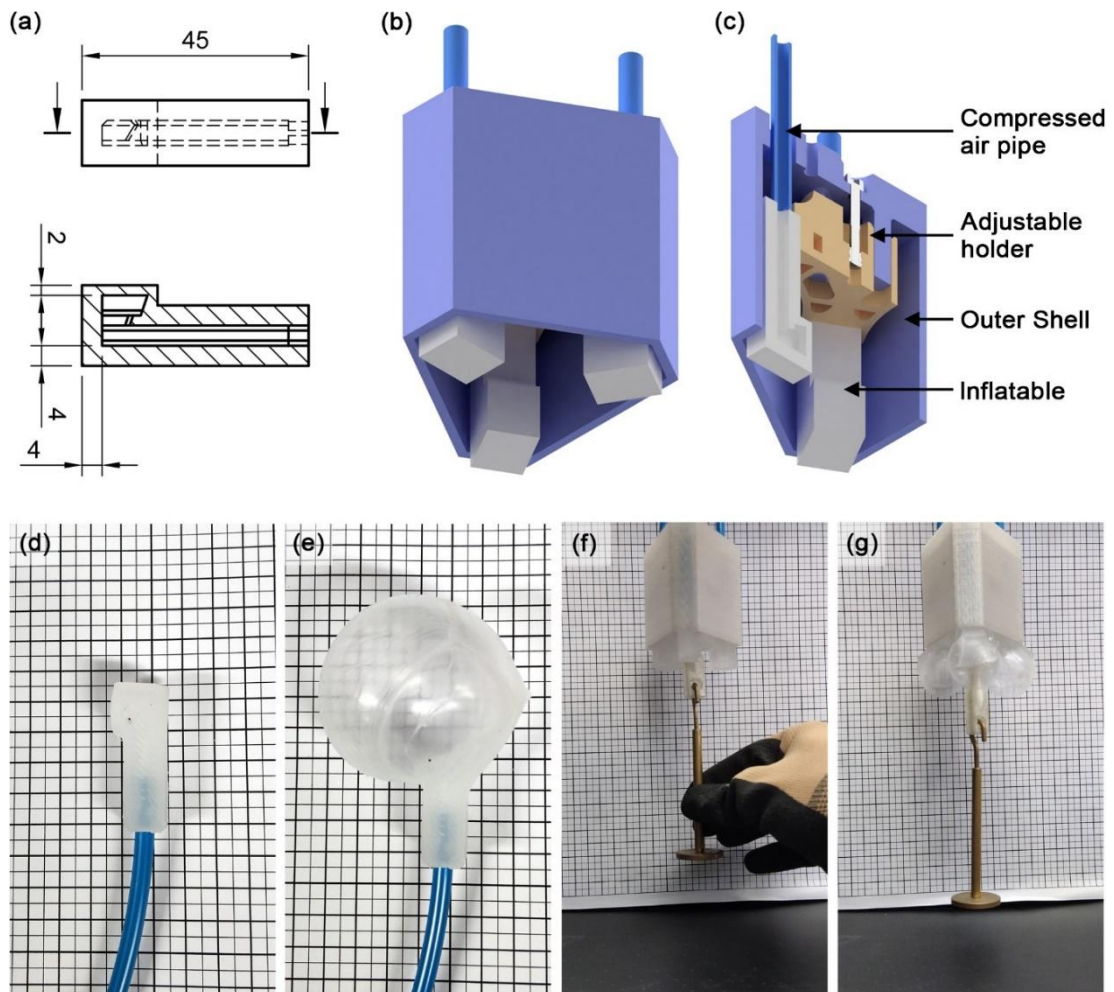 (a)
45
2
4
4
(b)
(c)
Compressed
air pipe
Adjustable
holder
Outer Shell
Inflatable
(d)
(e)
(f)
(g)